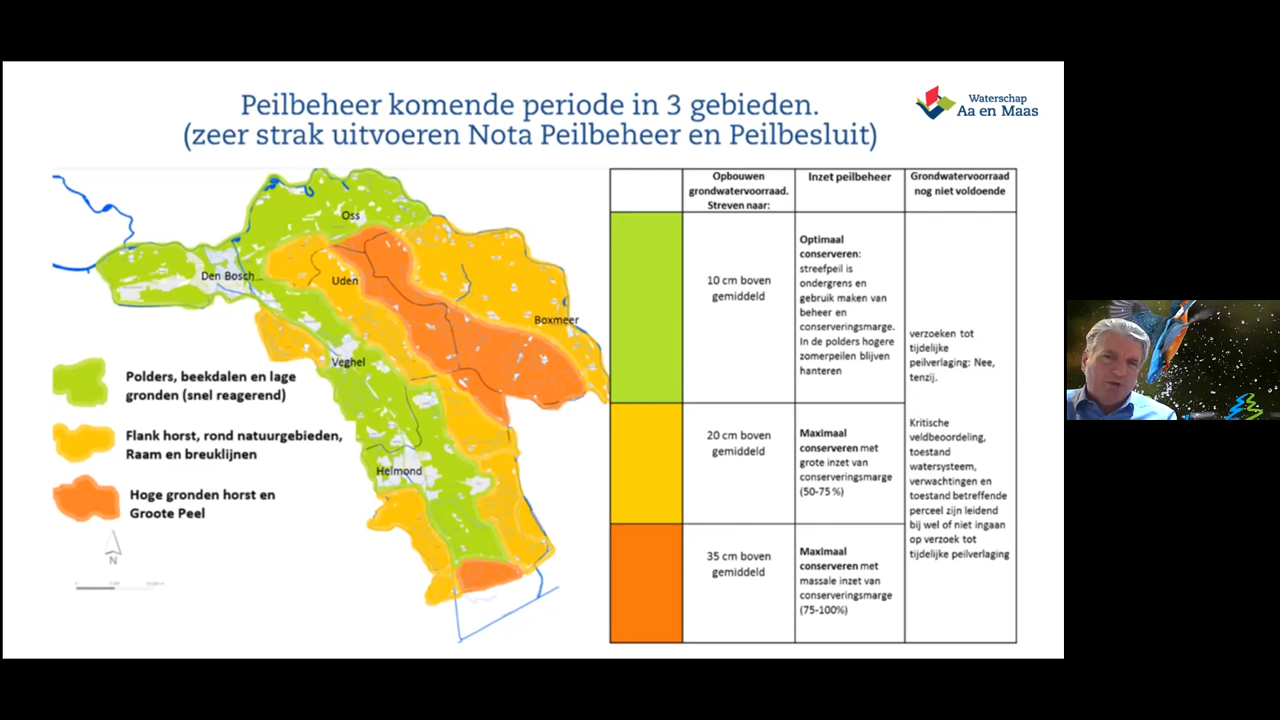 Peilbeheer komende periode in 3 gebieden.
(zeer strak uitvoeren Nota Peilbeheer en Peilbesluit)
Waterschap
Aa en Maas
Oss
Den Bosch
Uden
Boxmeer
Veghel
Helmond
Polders, beekdalen en lage
gronden (snel reagerend)
Flank horst, rond natuurgebieden,
Raam en breuklijnen
Hoge gronden horst en
Groote Peel
N
Opbouwen
grondwatervoorraad.
Streven naar:
Inzet peilbeheer
Grondwatervoorraad
nog niet voldoende
10 cm boven
gemiddeld
Optimaal
conserveren:
streefpeil is
ondergrens en
gebruik maken van
beheer en
conserveringsmarge.
In de polders hogere
zomerpeilen blijven
hanteren
20 cm boven
gemiddeld
Maximaal
conserveren met
grote inzet van
conserveringsmarge
(50-75 %)
35 cm boven
gemiddeld
Maximaal
conserveren met
massale inzet van
conserveringsmarge
(75-100%)
verzoeken tot
tijdelijke
peilverlaging: Nee,
tenzij.
Kritische
veldbeoordeling,
toestand
watersysteem,
verwachtingen en
toestand betreffende
perceel zijn leidend
bij wel of niet ingaan
op verzoek tot
tijdelijke peilverlaging